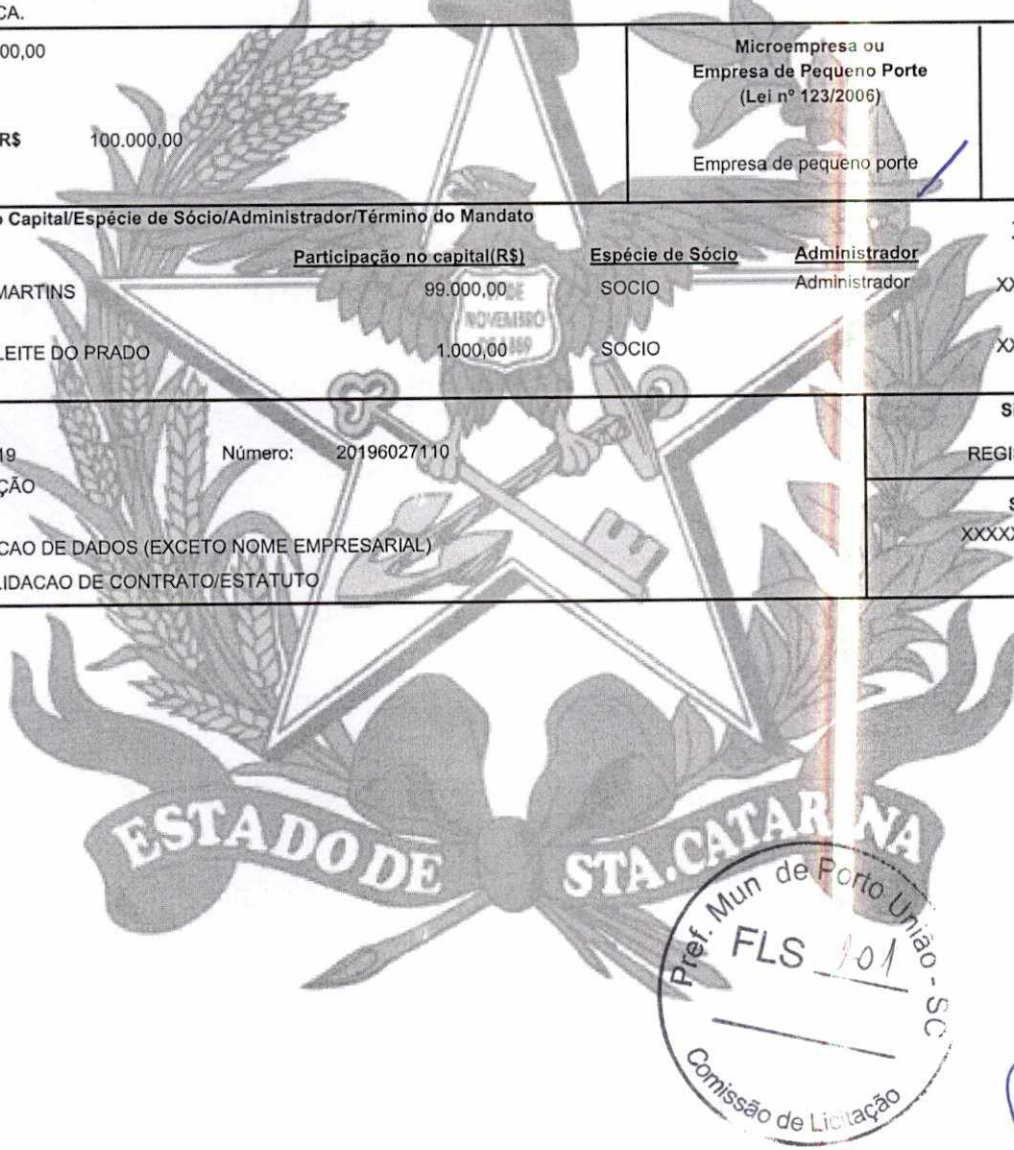 CA.
00,00
Microempresa ou
Empresa de Pequeno Porte
(Lei nº 123/2006)
R$ 100.000,00
Empresa de pequeno porte
o Capital/Espécie de Sócio/Administrador/Término do Mandato
Participação no capital(R$) Espécie de Sócio Administrador
MARTINS 99.000,00 SOCIO Administrador XX
LEITE DO PRADO 1.000,00 SOCIO XX
NOVEMBRO
19 Número: 20196027110
REGI
ÇÃO
S
XXXXX
CAO DE DADOS (EXCETO NOME EMPRESARIAL)
LIDACAO DE CONTRATO/ESTATUTO
ESTADO DE STA.CATARINA
Pref. Mun de Porto União - SC
FLS 101
Comissão de Licitação